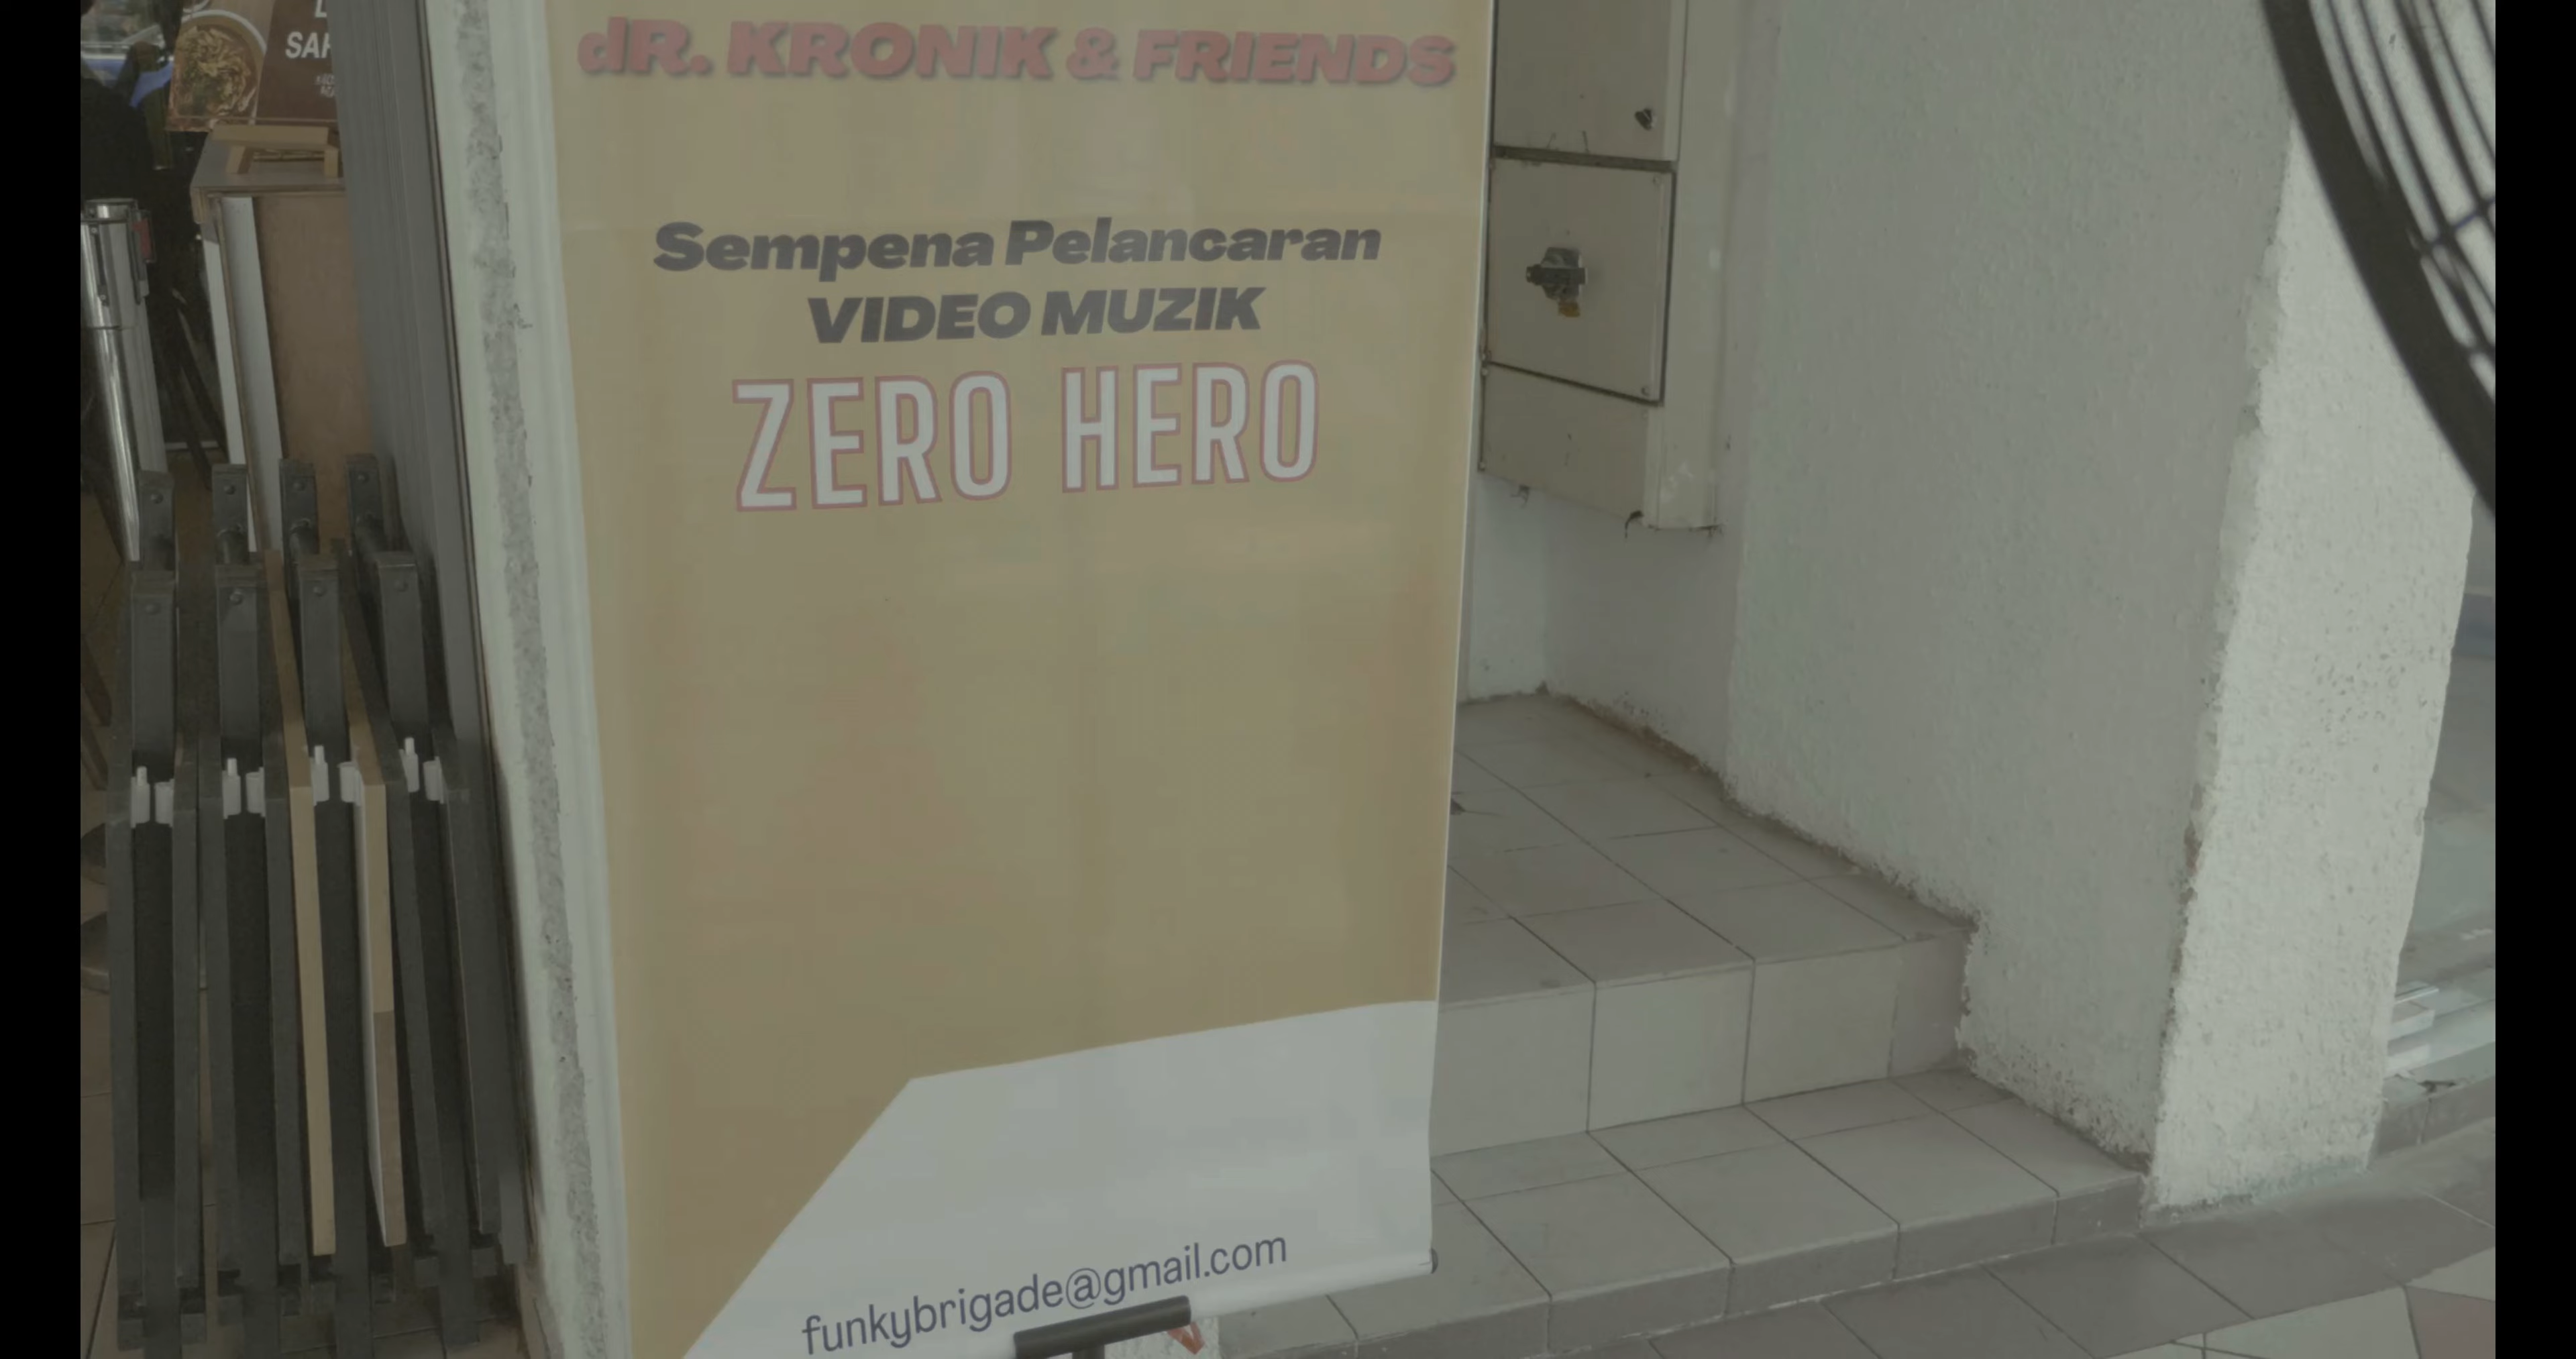 dR. KRONIK & FRIENDS
Sempena Pelancaran
VIDEO MUZIK
ZERO HERO
funkybrigade@gmail.com